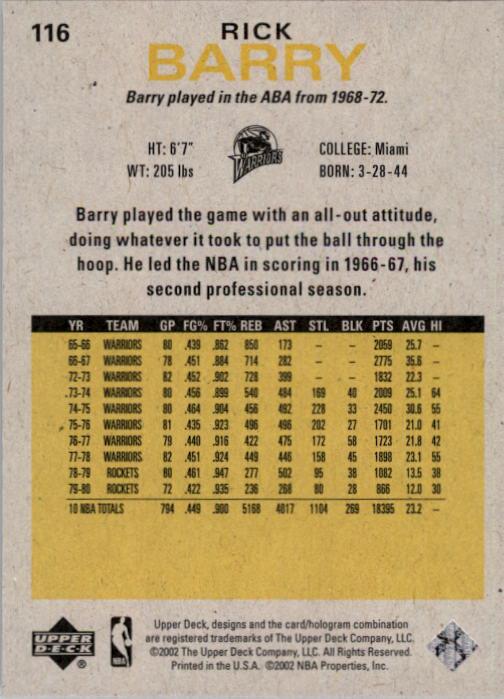 116
RICK
BARRY
Barry played in the ABA from 1968-72.
HT: 6'7" COLLEGE: Miami
WT: 205 lbs BORN: 3-28-44
WARRIORS
Barry played the game with an all-out attitude,
doing whatever it took to put the ball through the
hoop. He led the NBA in scoring in 1966-67, his
second professional season.
YR TEAM GP FG% FT% REB AST STL BLK PTS AVG HI
65-66 WARRIORS 80 .439 .862 850 173 – – 2059 25.7 –
66-67 WARRIORS 78 .451 .884 714 282 – – 2775 35.6 –
72-73 WARRIORS 82 .452 .902 728 399 – – 1832 22.3 –
73-74 WARRIORS 80 .456 .899 540 484 169 40 2009 25.1 64
74-75 WARRIORS 80 .464 .904 456 492 228 33 2450 30.6 55
75-76 WARRIORS 81 .435 .923 496 496 202 27 1701 21.0 41
76-77 WARRIORS 79 .440 .916 422 475 172 58 1723 21.8 42
77-78 WARRIORS 82 .451 .924 449 446 158 45 1898 23.1 55
78-79 ROCKETS 80 .461 .947 277 502 95 38 1082 13.5 38
79-80 ROCKETS 72 .422 .935 236 268 80 28 866 12.0 30
10 NBA TOTALS 794 .449 .900 5168 4017 1104 269 18395 23.2 –
UPPER
DECK
®
NBA
Upper Deck, designs and the card/hologram combination
are registered trademarks of The Upper Deck Company, LLC.
©2002 The Upper Deck Company, LLC. All Rights Reserved.
Printed in the U.S.A. ©2002 NBA Properties, Inc.